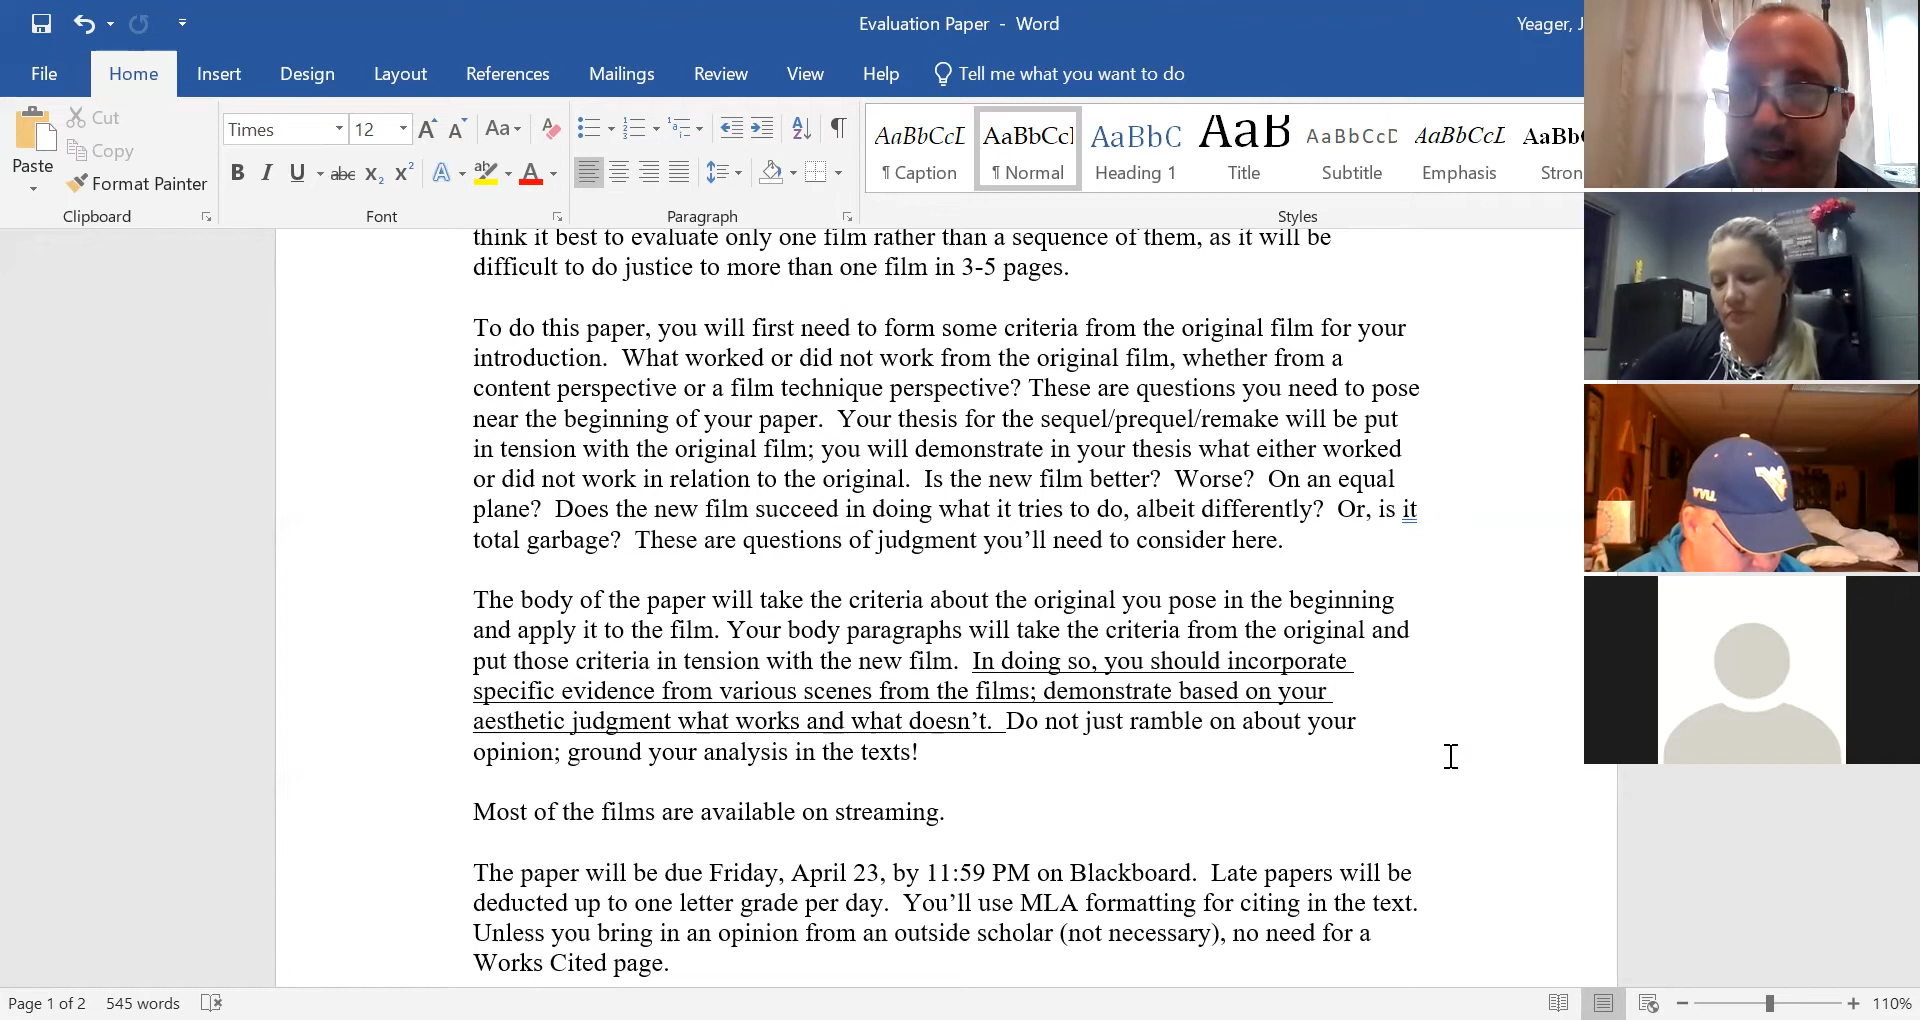 Evaluation Paper - Word
Yeager, J
File
Home
Insert
Design
Layout
References
Mailings
Review
View
Help
Tell me what you want to do
Paste
Cut
Copy
Format Painter
Clipboard
Times
12
Aa
B I U abc X₂ X² A ab A
Font
A Z ¶
Paragraph
AaBbCcL AaBbCcI AaBbC AaB AaBbCcD AaBbCcL AaBb
¶ Caption ¶ Normal Heading 1 Title Subtitle Emphasis Stron
Styles
think it best to evaluate only one film rather than a sequence of them, as it will be
difficult to do justice to more than one film in 3-5 pages.
To do this paper, you will first need to form some criteria from the original film for your
introduction.  What worked or did not work from the original film, whether from a
content perspective or a film technique perspective? These are questions you need to pose
near the beginning of your paper.  Your thesis for the sequel/prequel/remake will be put
in tension with the original film; you will demonstrate in your thesis what either worked
or did not work in relation to the original.  Is the new film better?  Worse?  On an equal
plane?  Does the new film succeed in doing what it tries to do, albeit differently?  Or, is it
total garbage?  These are questions of judgment you’ll need to consider here.
The body of the paper will take the criteria about the original you pose in the beginning
and apply it to the film. Your body paragraphs will take the criteria from the original and
put those criteria in tension with the new film.  In doing so, you should incorporate
specific evidence from various scenes from the films; demonstrate based on your
aesthetic judgment what works and what doesn’t.  Do not just ramble on about your
opinion; ground your analysis in the texts!
Most of the films are available on streaming.
The paper will be due Friday, April 23, by 11:59 PM on Blackboard.  Late papers will be
deducted up to one letter grade per day.  You’ll use MLA formatting for citing in the text.
Unless you bring in an opinion from an outside scholar (not necessary), no need for a
Works Cited page.
WVU
Page 1 of 2
545 words
110%